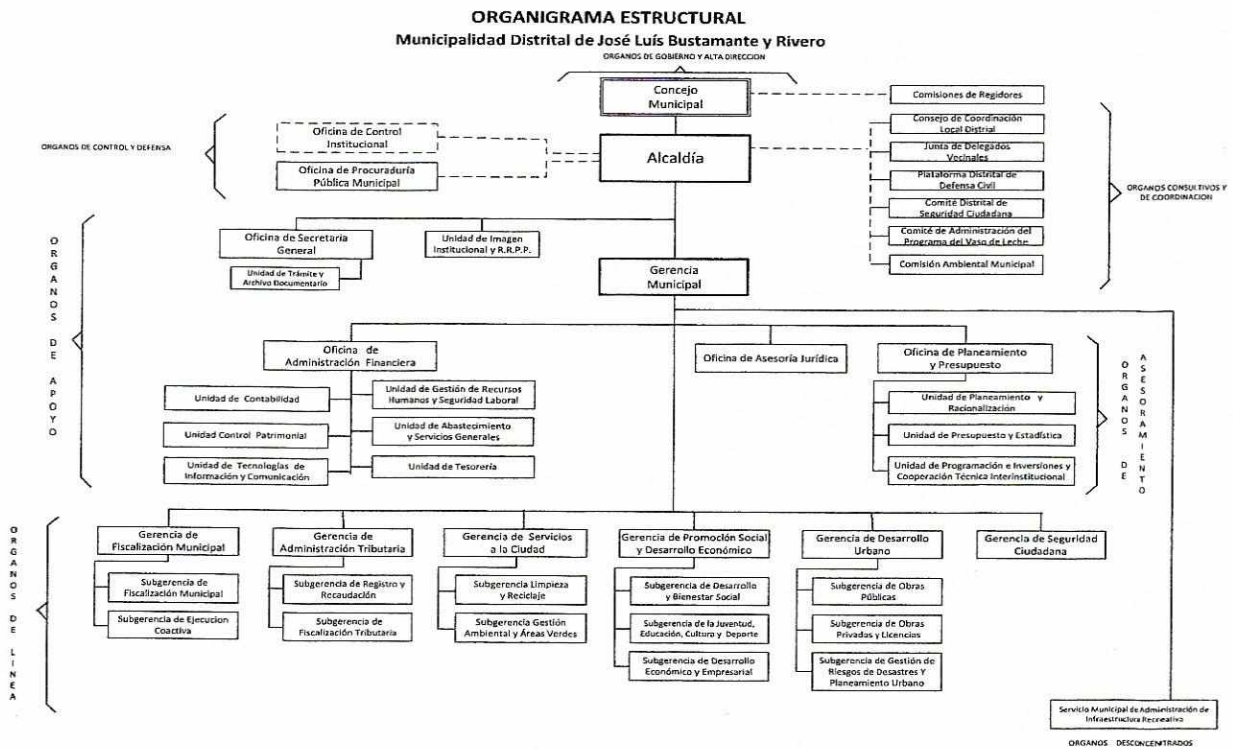 ORGANIGRAMA ESTRUCTURAL
Municipalidad Distrital de José Luís Bustamante y Rivero
ORGANOS DE GOBIERNO Y ALTA DIRECCION
Concejo
Municipal
Comisiones de Regidores
ORGANOS DE CONTROL Y DEFENSA
Oficina de Control
Institucional
Oficina de Procuraduría
Pública Municipal
Alcaldía
Consejo de Coordinación
Local Distrial
Junta de Delegados
Vecinales
Plataforma Distrital de
Defensa Civil
Comité Distrital de
Seguridad Ciudadana
Comité de Administración del
Programa del Vaso de Leche
Comisión Ambiental Municipal
ORGANOS CONSULTIVOS Y
DE COORDINACION
ORGANOS DE APOYO
Oficina de Secretaría
General
Unidad de Trámite y
Archivo Documentario
Unidad de Imagen
Institucional y R.R.P.P.
Gerencia
Municipal
Oficina de
Administración Financiera
Unidad de Contabilidad
Unidad Control Patrimonial
Unidad de Tecnologías de
Información y Comunicación
Unidad de Gestión de Recursos
Humanos y Seguridad Laboral
Unidad de Abastecimiento
y Servicios Generales
Unidad de Tesorería
Oficina de Asesoría Jurídica
Oficina de Planeamiento
y Presupuesto
Unidad de Planeamiento y
Racionalización
Unidad de Presupuesto y Estadística
Unidad de Programación e Inversiones y
Cooperación Técnica Interinstitucional
ORGANOS DE
ASESORAMIENTO
ORGANOS DE LINEA
Gerencia de
Fiscalización Municipal
Subgerencia de
Fiscalización Municipal
Subgerencia de Ejecucion
Coactiva
Gerencia de
Administración Tributaria
Subgerencia de Registro y
Recaudación
Subgerencia de
Fiscalización Tributaria
Gerencia de Servicios
a la Ciudad
Subgerencia Limpieza
y Reciclaje
Subgerencia Gestión
Ambiental y Áreas Verdes
Gerencia de Promoción Social
y Desarrollo Económico
Subgerencia de Desarrollo
y Bienestar Social
Subgerencia de la Juventud,
Educación, Cultura y Deporte
Subgerencia de Desarrollo
Económico y Empresarial
Gerencia de Desarrollo
Urbano
Subgerencia de Obras
Públicas
Subgerencia de Obras
Privadas y Licencias
Subgerencia de Gestión de
Riesgos de Desastres Y
Planeamiento Urbano
Gerencia de Seguridad
Ciudadana
Servicio Municipal de Administración de
Infraestructura Recreativa
ORGANOS DESCONCENTRADOS